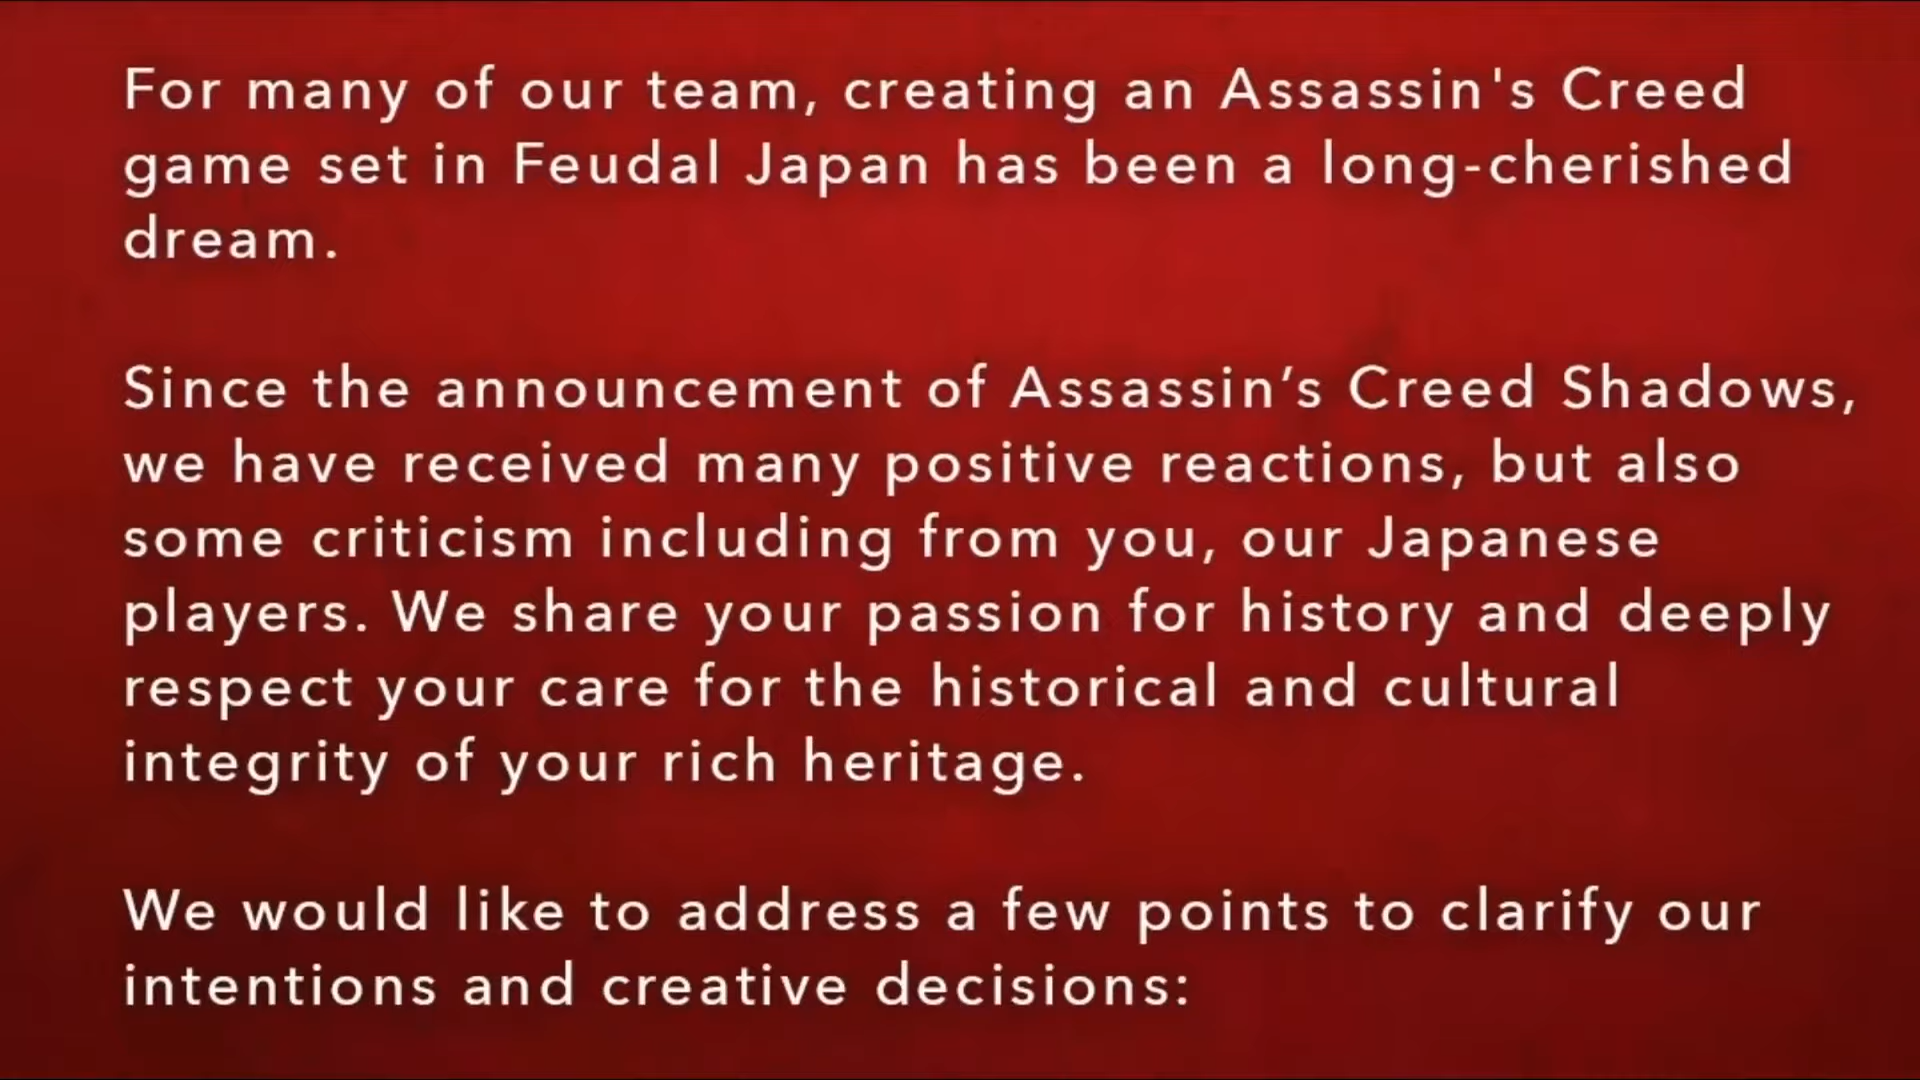 For many of our team, creating an Assassin's Creed
game set in Feudal Japan has been a long-cherished
dream.
Since the announcement of Assassin’s Creed Shadows,
we have received many positive reactions, but also
some criticism including from you, our Japanese
players. We share your passion for history and deeply
respect your care for the historical and cultural
integrity of your rich heritage.
We would like to address a few points to clarify our
intentions and creative decisions: